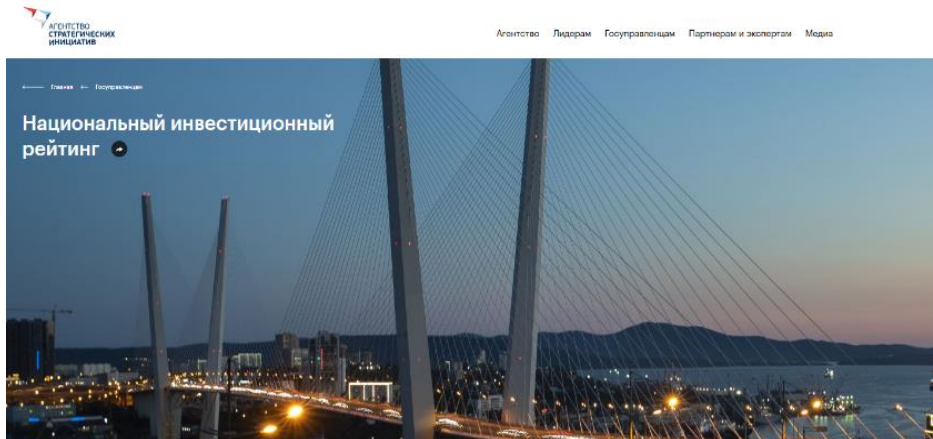 АГЕНТСТВО
СТРАТЕГИЧЕСКИХ
ИНИЦИАТИВ
Агентство Лидерам Госуправленцам Партнерам и экспертам Медиа
Главная Госуправленцам
Национальный инвестиционный
рейтинг